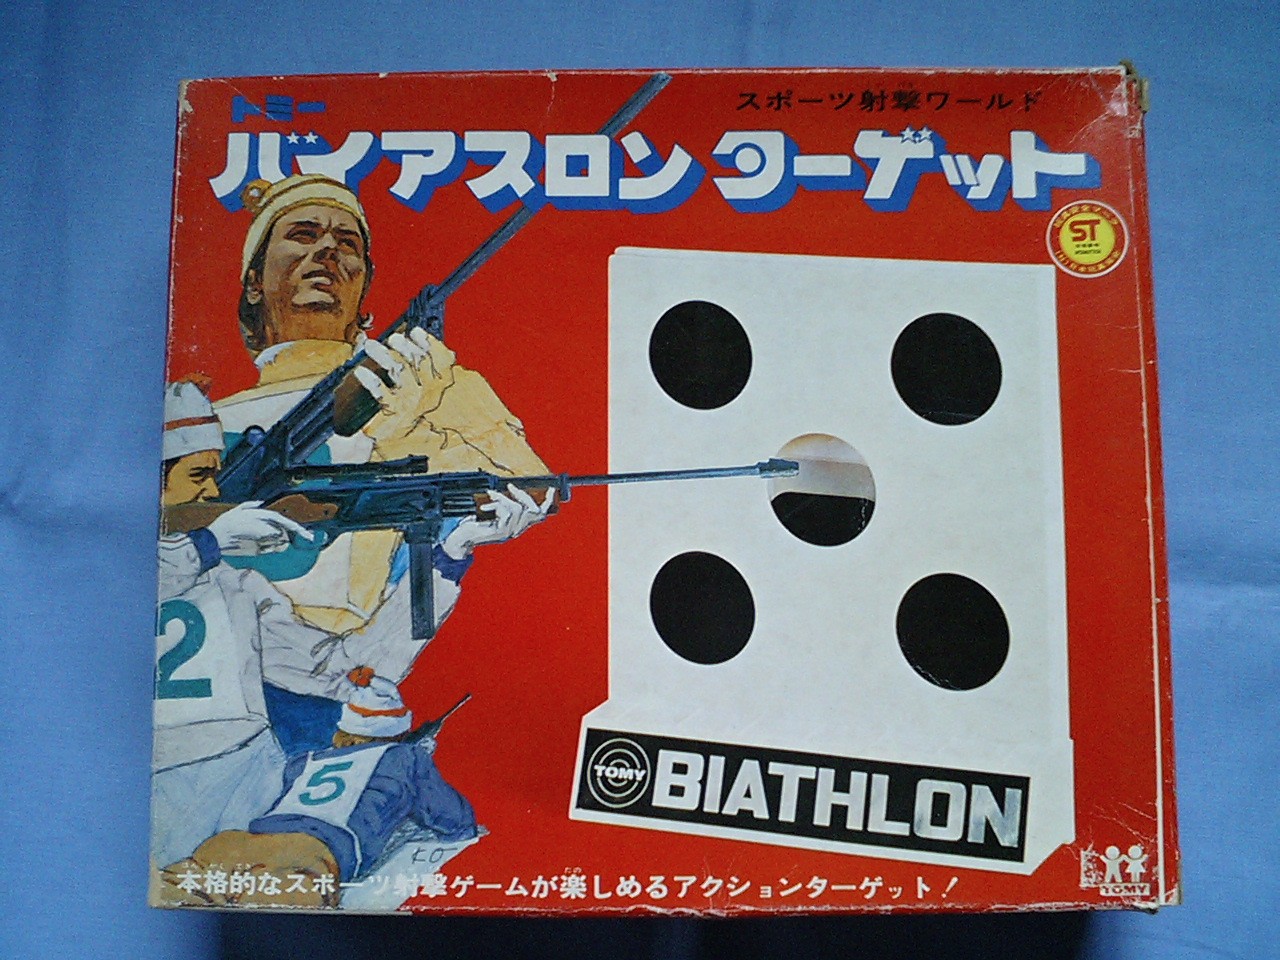 スポーツ射撃ワールド
トミー
バイアスロン ターゲット
ST
2
5
TOMY
BIATHLON
KO
本格的なスポーツ射撃ゲームが楽しめるアクションターゲット！
TOMY